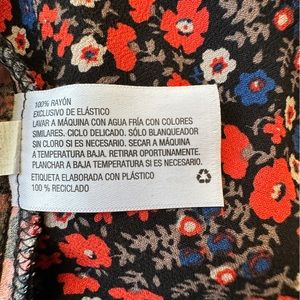 100% RAYÓN
EXCLUSIVO DE ELÁSTICO
LAVAR A MÁQUINA CON AGUA FRÍA CON COLORES
SIMILARES. CICLO DELICADO. SÓLO BLANQUEADOR
SIN CLORO SI ES NECESARIO. SECAR A MÁQUINA
A TEMPERATURA BAJA. RETIRAR OPORTUNAMENTE.
PLANCHAR A BAJA TEMPERATURA SI ES NECESARIO.
ETIQUETA ELABORADA CON PLÁSTICO
100 % RECICLADO